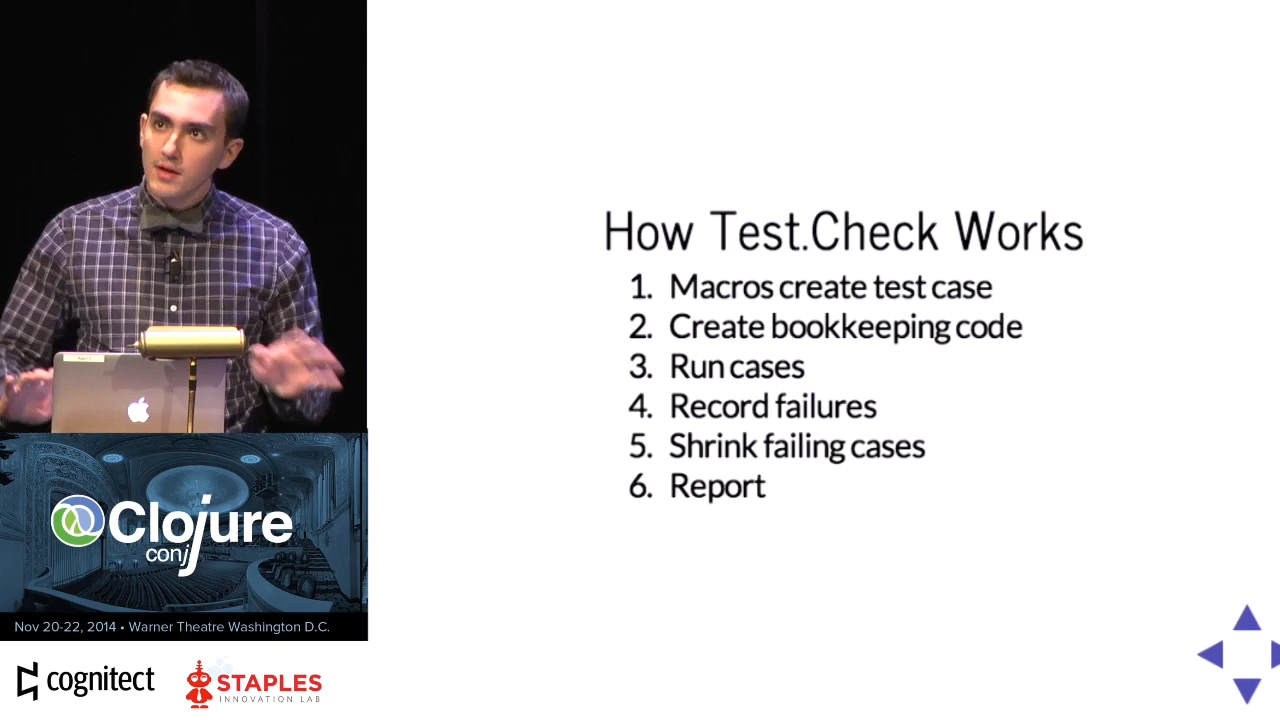 How Test.Check Works
1. Macros create test case
2. Create bookkeeping code
3. Run cases
4. Record failures
5. Shrink failing cases
6. Report
Clojure
conj
Nov 20-22, 2014 • Warner Theatre Washington D.C.
cognitect
STAPLES
INNOVATION LAB